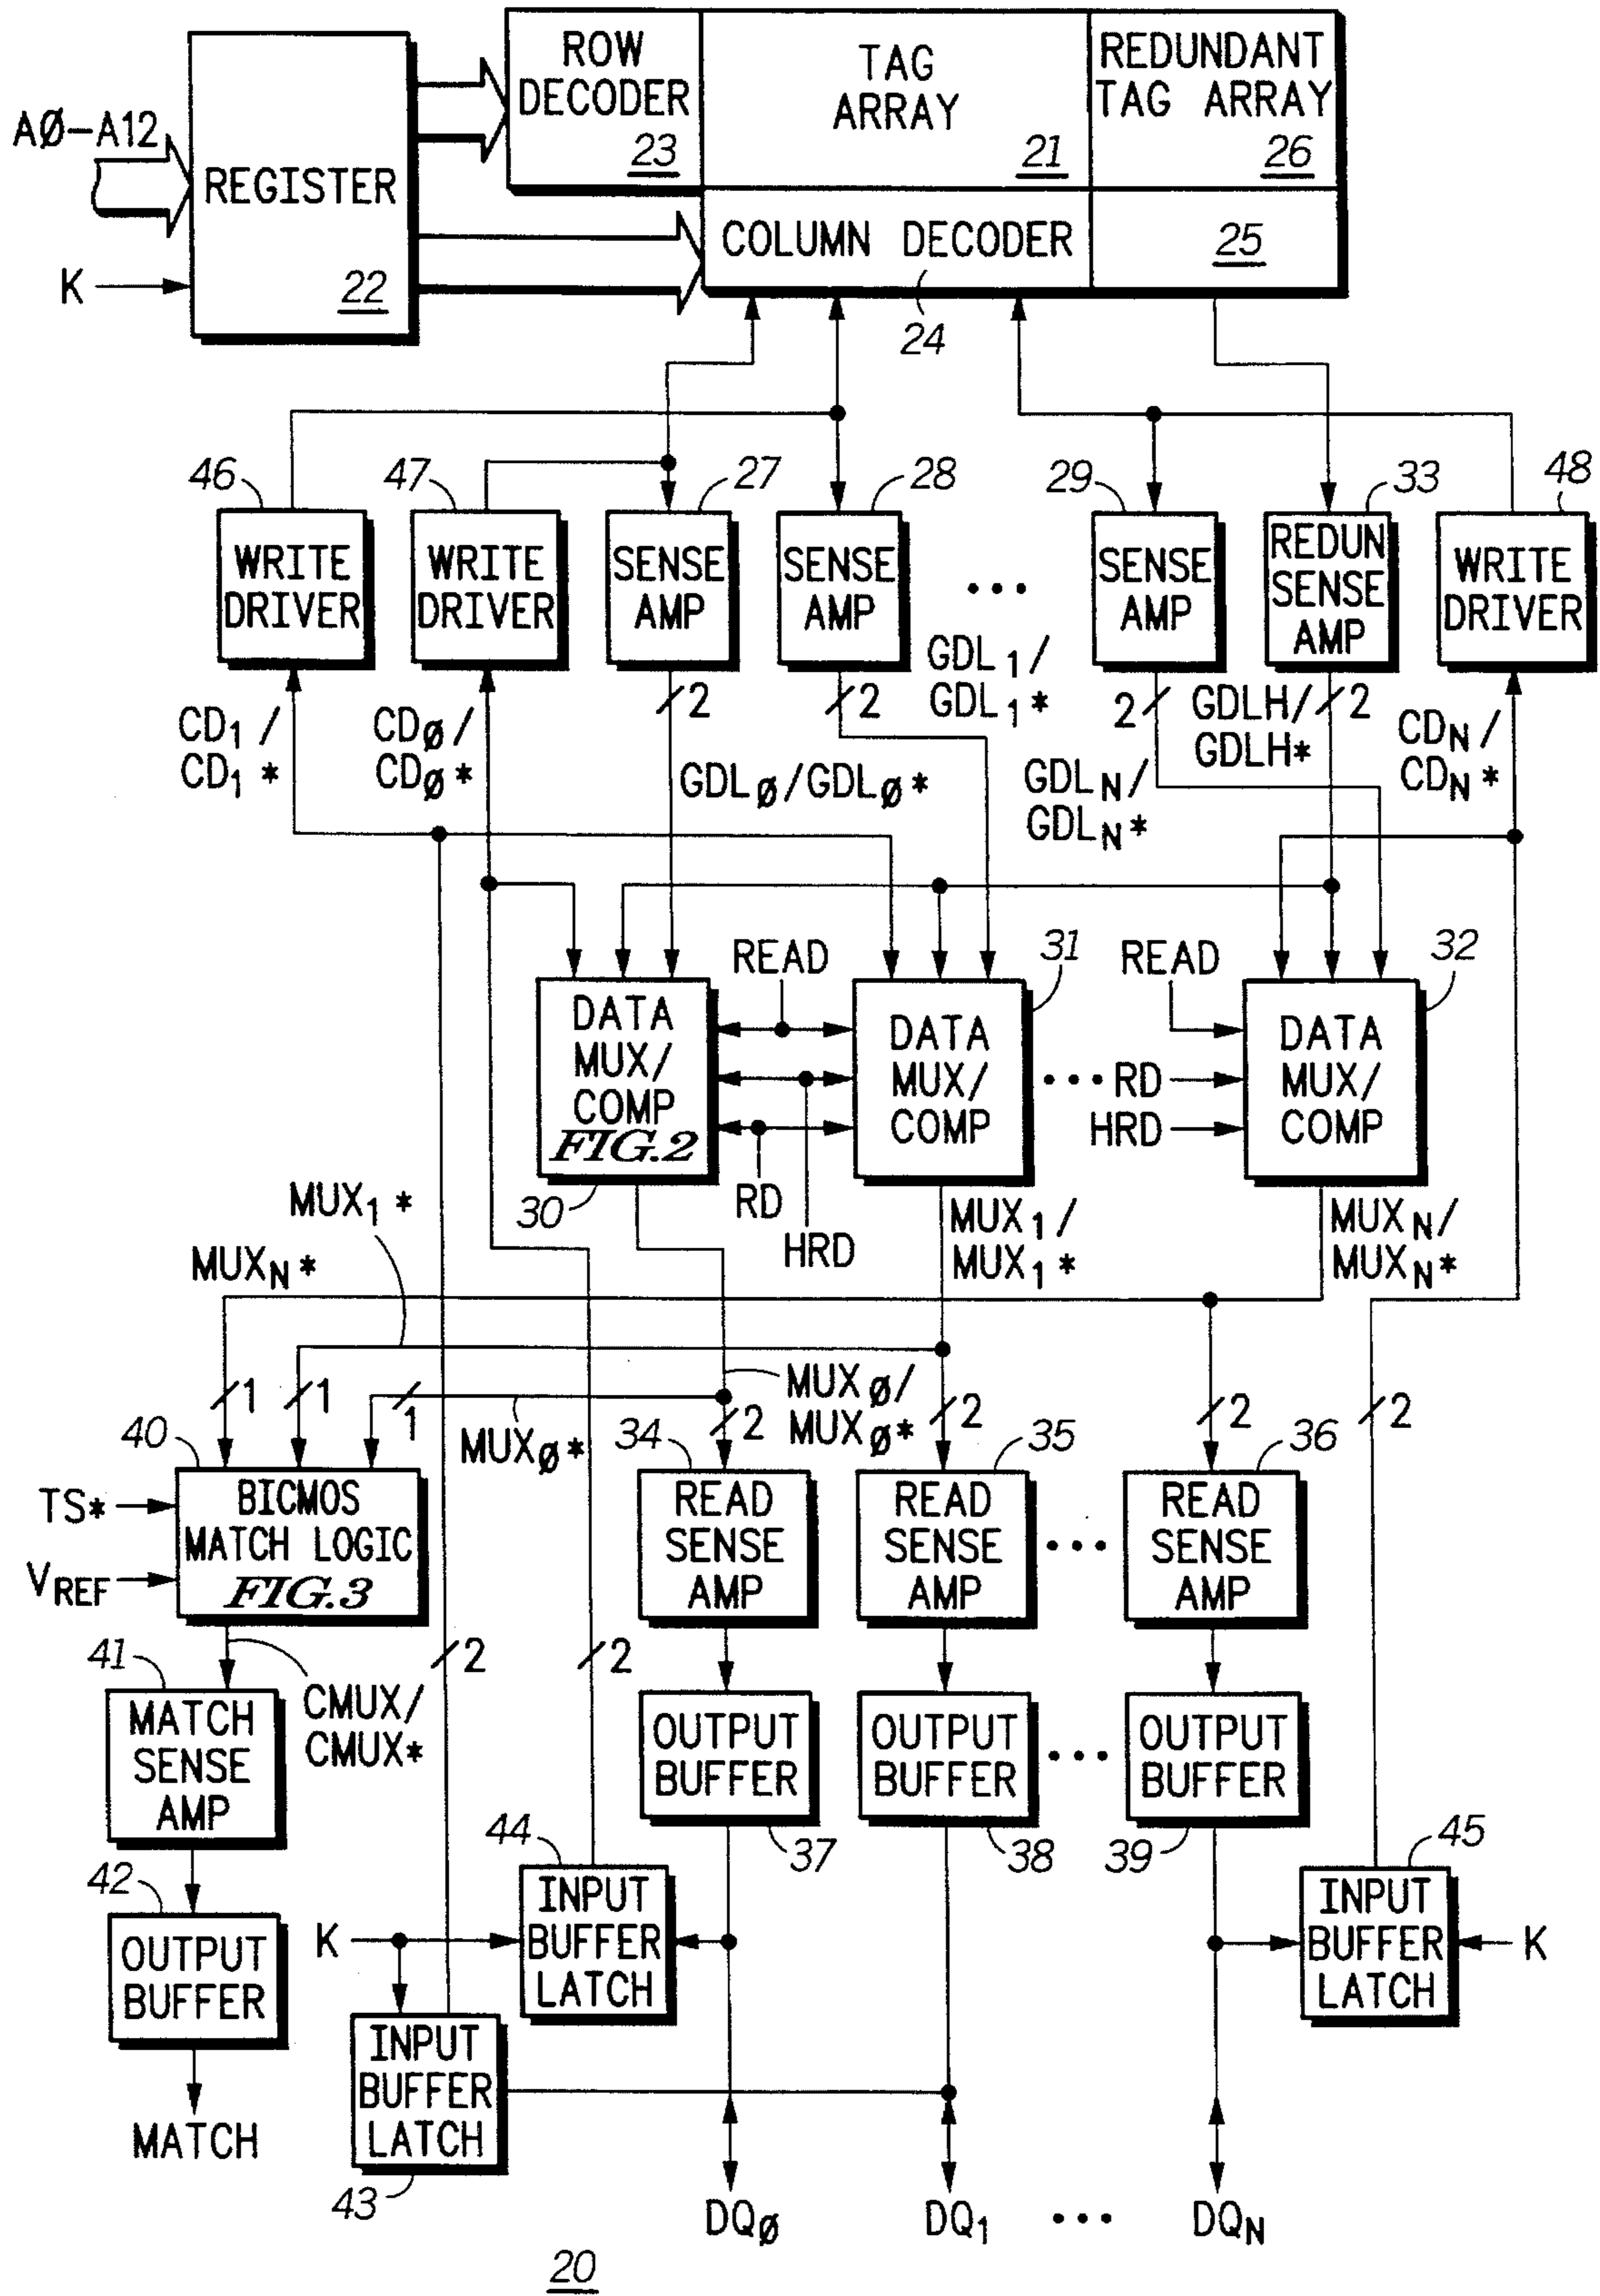 ROW
DECODER
23
TAG
ARRAY
21
REDUNDANT
TAG ARRAY
26
AØ-A12
REGISTER
22
K
COLUMN DECODER
24
25
46
47
27
28
29
33
48
WRITE
DRIVER
WRITE
DRIVER
SENSE
AMP
SENSE
AMP
...
SENSE
AMP
REDUN
SENSE
AMP
WRITE
DRIVER
CD1/
CD1*
CDØ/
CDØ*
2
GDLØ/GDLØ*
2
GDL1/
GDL1*
2
GDLN/
GDLN*
GDLH/
GDLH*
2
CDN/
CDN*
READ
31
READ
32
DATA
MUX/
COMP
FIG.2
30
DATA
MUX/
COMP
...
RD
HRD
DATA
MUX/
COMP
RD
HRD
MUX1*
MUXN*
MUX1/
MUX1*
MUXN/
MUXN*
1
1
1
MUXØ*
MUXØ/
MUXØ*
2
2
2
2
40
34
35
36
TS*
VREF
BICMOS
MATCH LOGIC
FIG.3
READ
SENSE
AMP
READ
SENSE
AMP
...
READ
SENSE
AMP
41
CMUX/
CMUX*
2
2
MATCH
SENSE
AMP
OUTPUT
BUFFER
37
OUTPUT
BUFFER
38
...
OUTPUT
BUFFER
39
42
44
45
OUTPUT
BUFFER
K
INPUT
BUFFER
LATCH
INPUT
BUFFER
LATCH
K
MATCH
INPUT
BUFFER
LATCH
43
DQØ
DQ1
...
DQN
20